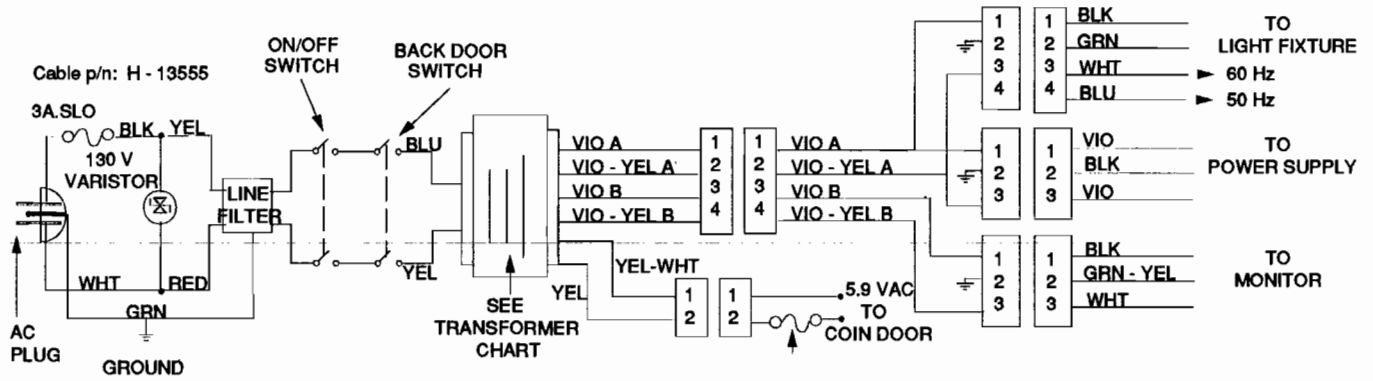 Cable p/n: H - 13555
3A.SLO
BLK
YEL
130 V
VARISTOR
AC
PLUG
WHT
RED
GRN
GROUND
LINE
FILTER
ON/OFF
SWITCH
BACK DOOR
SWITCH
BLU
YEL
SEE
TRANSFORMER
CHART
VIO A
VIO - YEL A
VIO B
VIO - YEL B
YEL-WHT
YEL
1
2
3
4
1
2
3
4
VIO A
VIO - YEL A
VIO B
VIO - YEL B
1
2
1
2
5.9 VAC
TO
COIN DOOR
1
2
3
4
1
2
3
4
BLK
GRN
WHT
BLU
TO
LIGHT FIXTURE
60 Hz
50 Hz
1
2
3
1
2
3
VIO
BLK
VIO
TO
POWER SUPPLY
1
2
3
1
2
3
BLK
GRN - YEL
WHT
TO
MONITOR